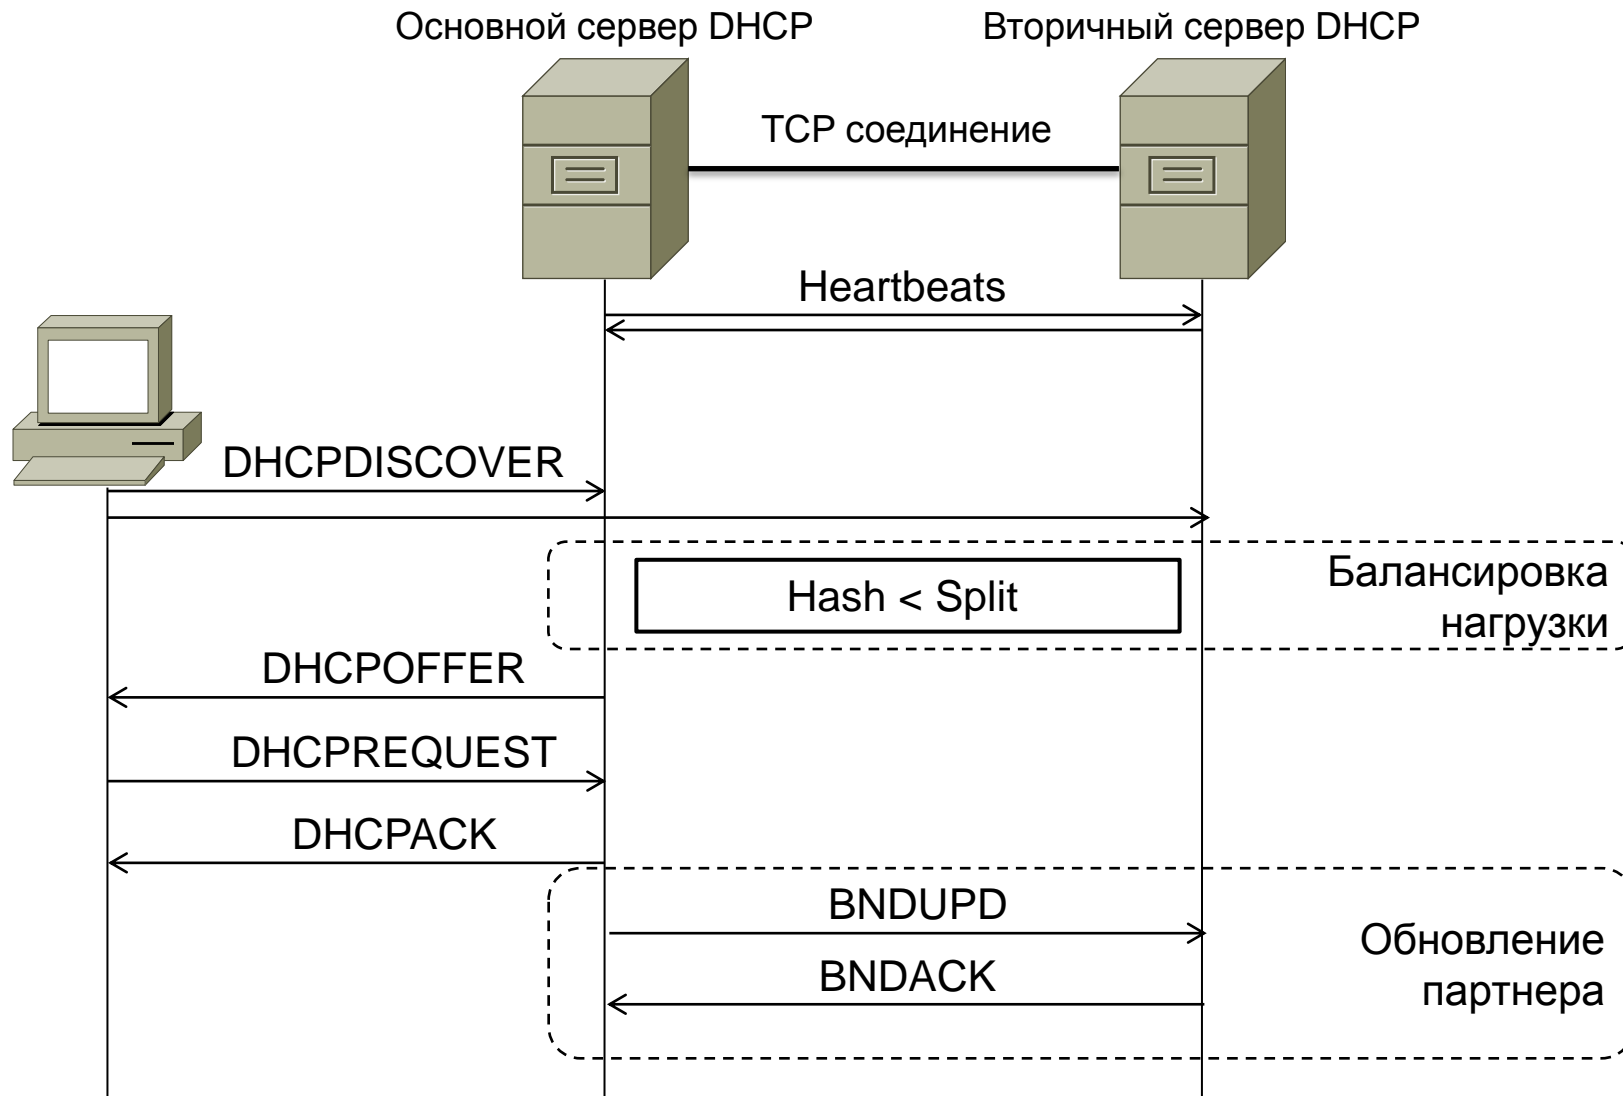 Основной сервер DHCP
Вторичный сервер DHCP
TCP соединение
Heartbeats
DHCPDISCOVER
Hash < Split
Балансировка
нагрузки
DHCPOFFER
DHCPREQUEST
DHCPACK
BNDUPD
BNDACK
Обновление
партнера